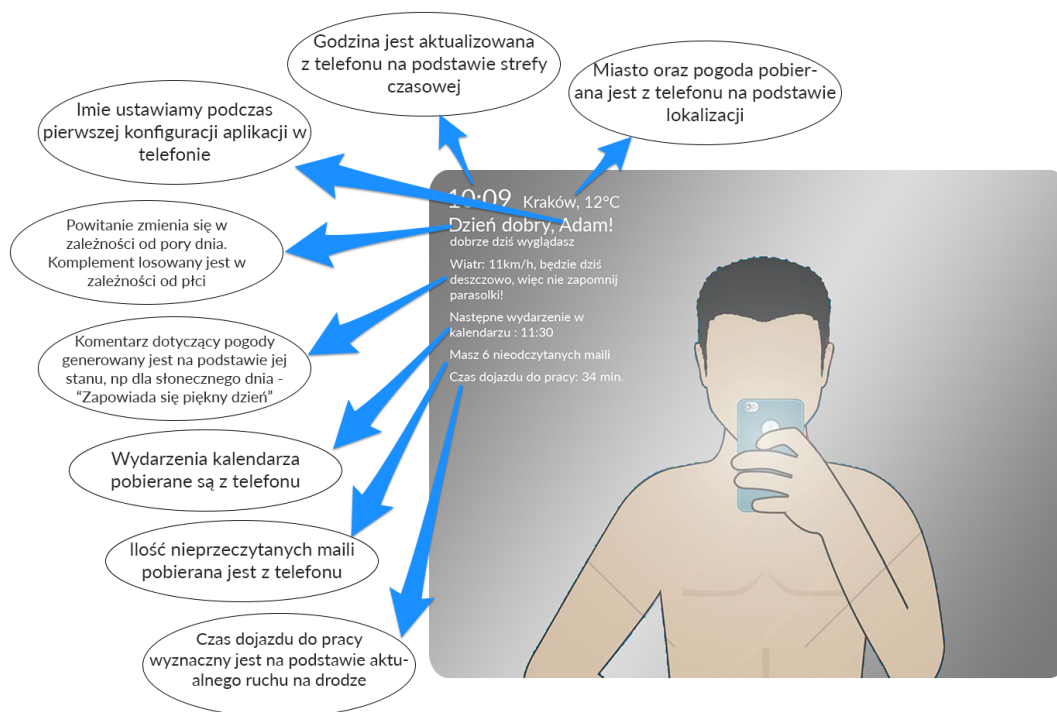 Godzina jest aktualizowana
z telefonu na podstawie strefy
czasowej
Miasto oraz pogoda pobier-
ana jest z telefonu na podstawie
lokalizacji
Imie ustawiamy podczas
pierwszej konfiguracji aplikacji w
telefonie
Powitanie zmienia się w
zależności od pory dnia.
Komplement losowany jest w
zależności od płci
Komentarz dotyczący pogody
generowany jest na podstawie jej
stanu, np dla słonecznego dnia -
“Zapowiada się piękny dzień”
Wydarzenia kalendarza
pobierane są z telefonu
Ilość nieprzeczytanych maili
pobierana jest z telefonu
Czas dojazdu do pracy
wyznaczny jest na podstawie aktu-
alnego ruchu na drodze
10:09 Kraków, 12°C
Dzień dobry, Adam!
dobrze dziś wyglądasz
Wiatr: 11km/h, będzie dziś
deszczowo, więc nie zapomnij
parasolki!
Następne wydarzenie w
kalendarzu : 11:30
Masz 6 nieodczytanych maili
Czas dojazdu do pracy: 34 min.